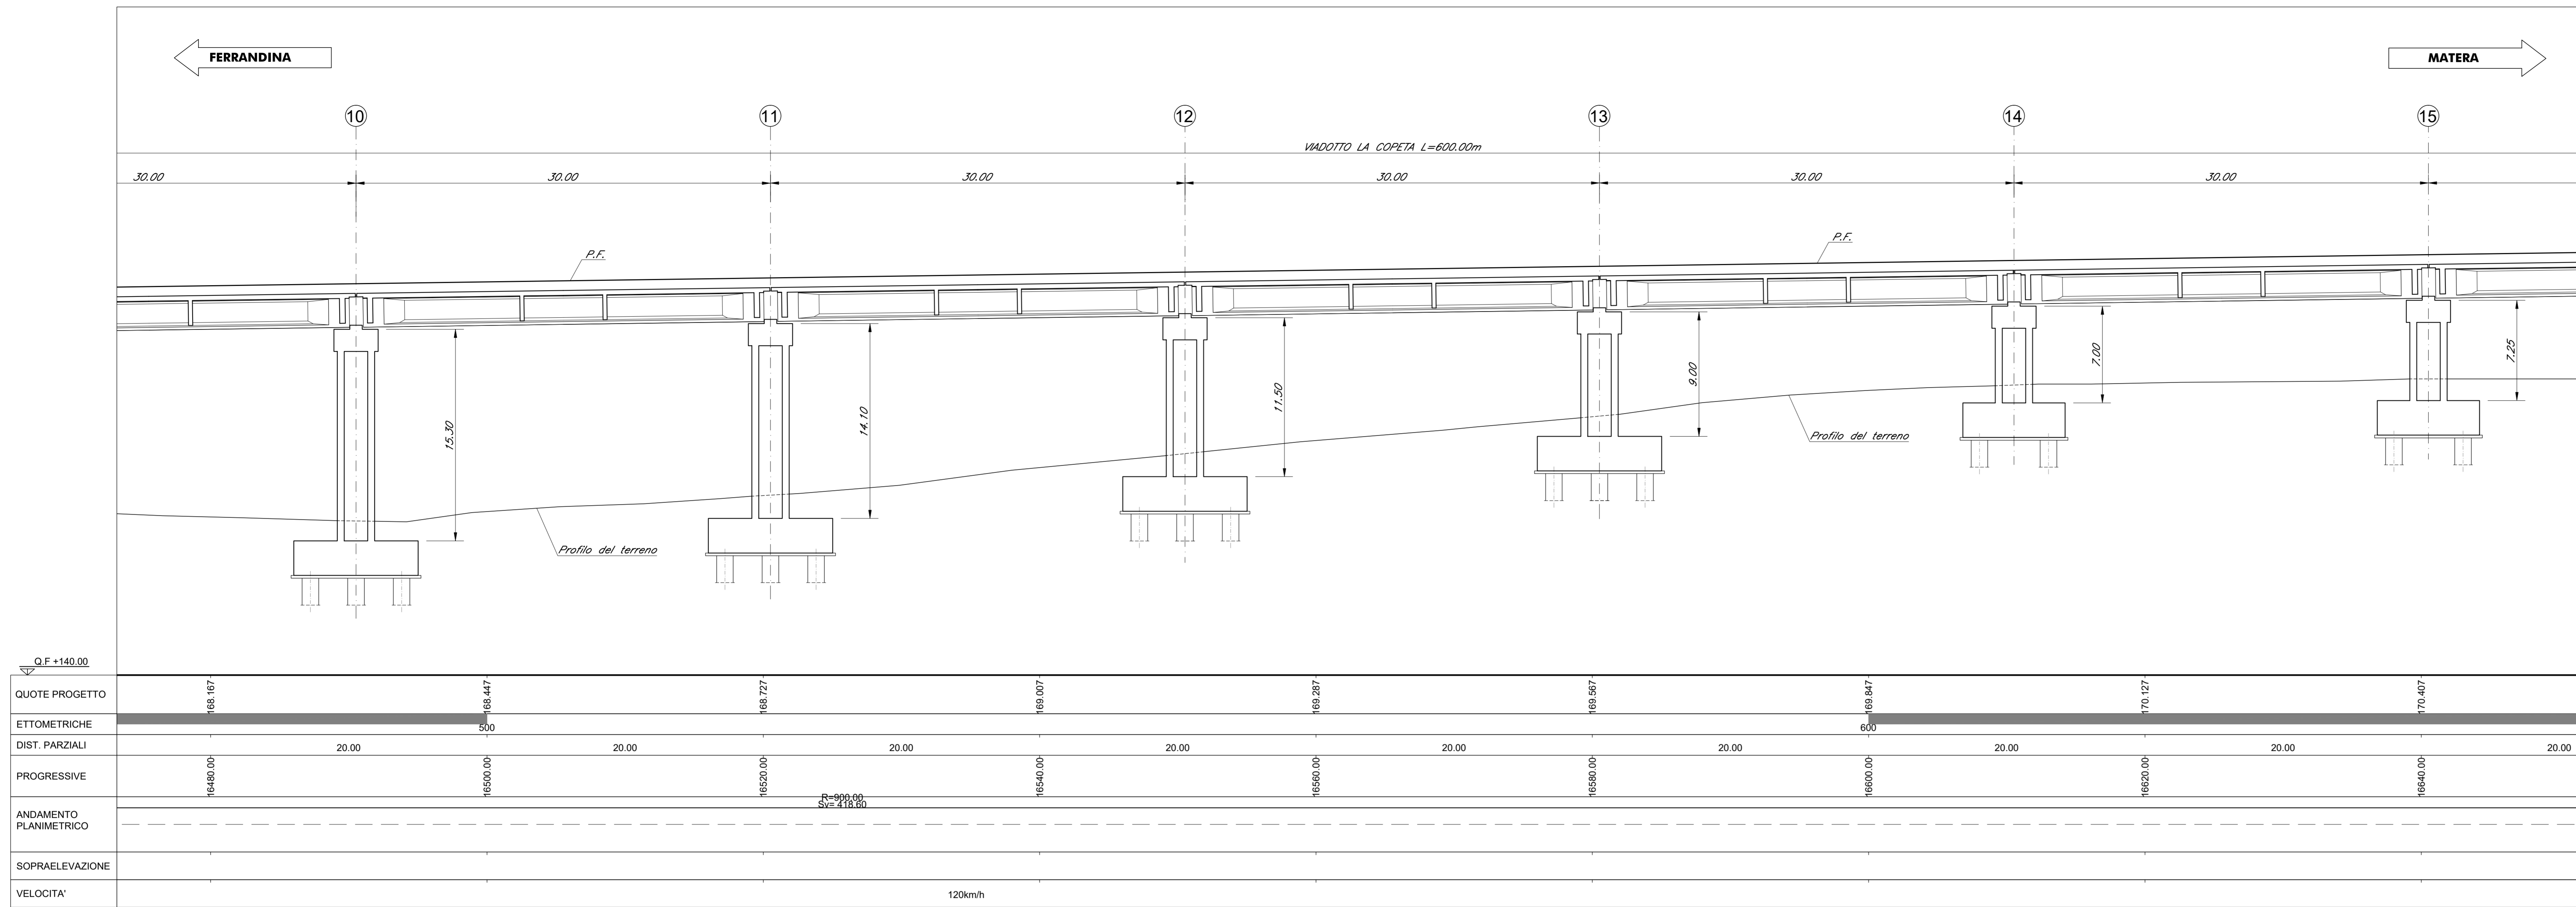 FERRANDINA
MATERA
10
11
12
13
14
15
VIADOTTO LA COPETA L=600.00m
30.00
30.00
30.00
30.00
30.00
30.00
P.F.
P.F.
15.30
14.10
11.50
9.00
7.00
7.25
Profilo del terreno
Profilo del terreno
Q.F +140.00
QUOTE PROGETTO
168.167
168.447
168.727
169.007
169.287
169.567
169.847
170.127
170.407
ETTOMETRICHE
500
600
DIST. PARZIALI
20.00
20.00
20.00
20.00
20.00
20.00
20.00
20.00
20.00
PROGRESSIVE
16480.00
16500.00
16520.00
16540.00
16560.00
16580.00
16600.00
16620.00
16640.00
ANDAMENTO
PLANIMETRICO
R=900.00
Sv= 418.60
SOPRAELEVAZIONE
VELOCITA'
120km/h